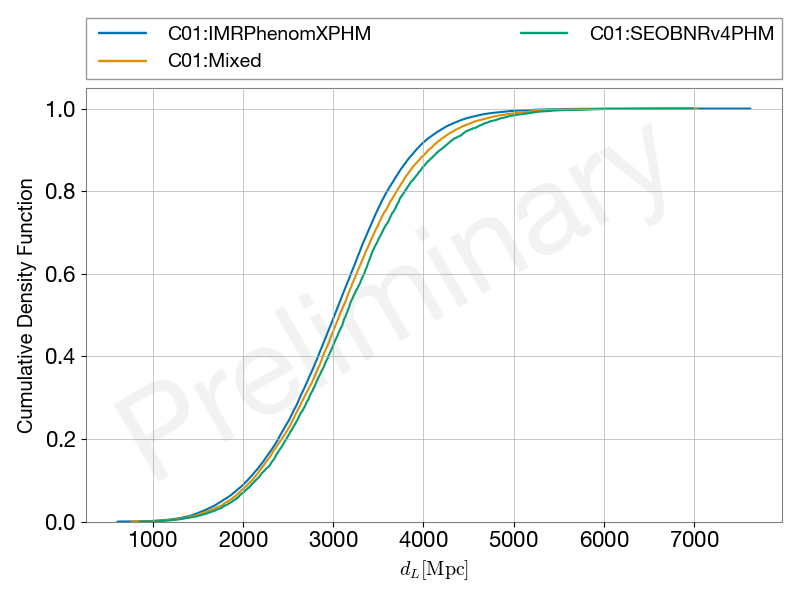 C01:IMRPhenomXPHM
C01:SEOBNRv4PHM
C01:Mixed
1.0
0.8
0.6
0.4
0.2
0.0
Cumulative Density Function
Preliminary
1000 2000 3000 4000 5000 6000 7000
d_L[Mpc]